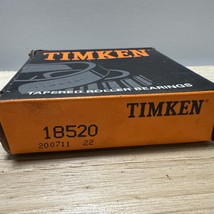 TIMKEN
TAPERED ROLLER BEARINGS
TIMKEN
18520
200711 22